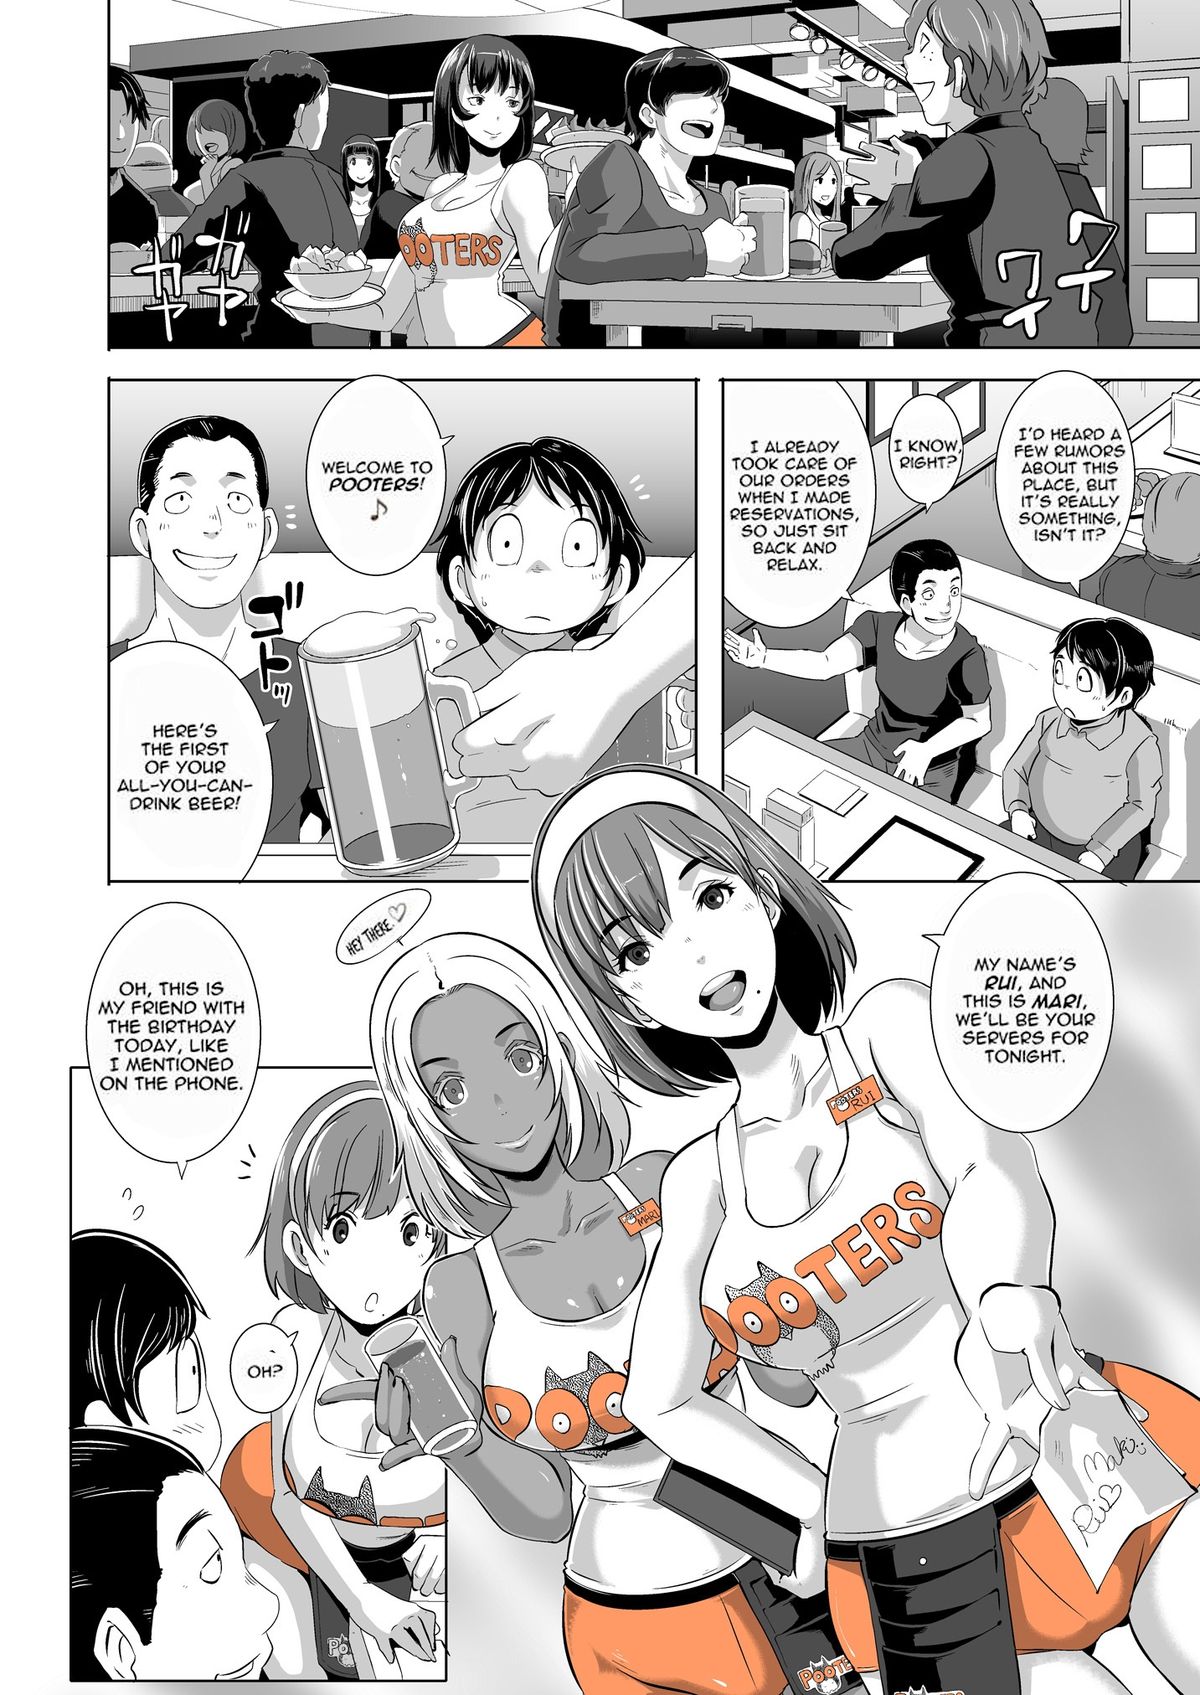 POOTERS
ガヤ
ガヤ
ワイ
ワイ
I'D HEARD A
FEW RUMORS
ABOUT THIS
PLACE, BUT
IT'S REALLY
SOMETHING,
ISN'T IT?
I KNOW,
RIGHT?
I ALREADY
TOOK CARE OF
OUR ORDERS
WHEN I MADE
RESERVATIONS,
SO JUST SIT
BACK AND
RELAX.
WELCOME TO
POOTERS!
♪
ゴトッ
HERE'S
THE FIRST
OF YOUR
ALL-YOU-CAN-
DRINK BEER!
MY NAME'S
RUI, AND
THIS IS MARI,
WE'LL BE YOUR
SERVERS FOR
TONIGHT.
HEY THERE.♡
POOTERS
RUI
POOTERS
MARI
POOTERS
POO
POOTE
OH, THIS IS
MY FRIEND WITH
THE BIRTHDAY
TODAY, LIKE
I MENTIONED
ON THE PHONE.
OH?
POO